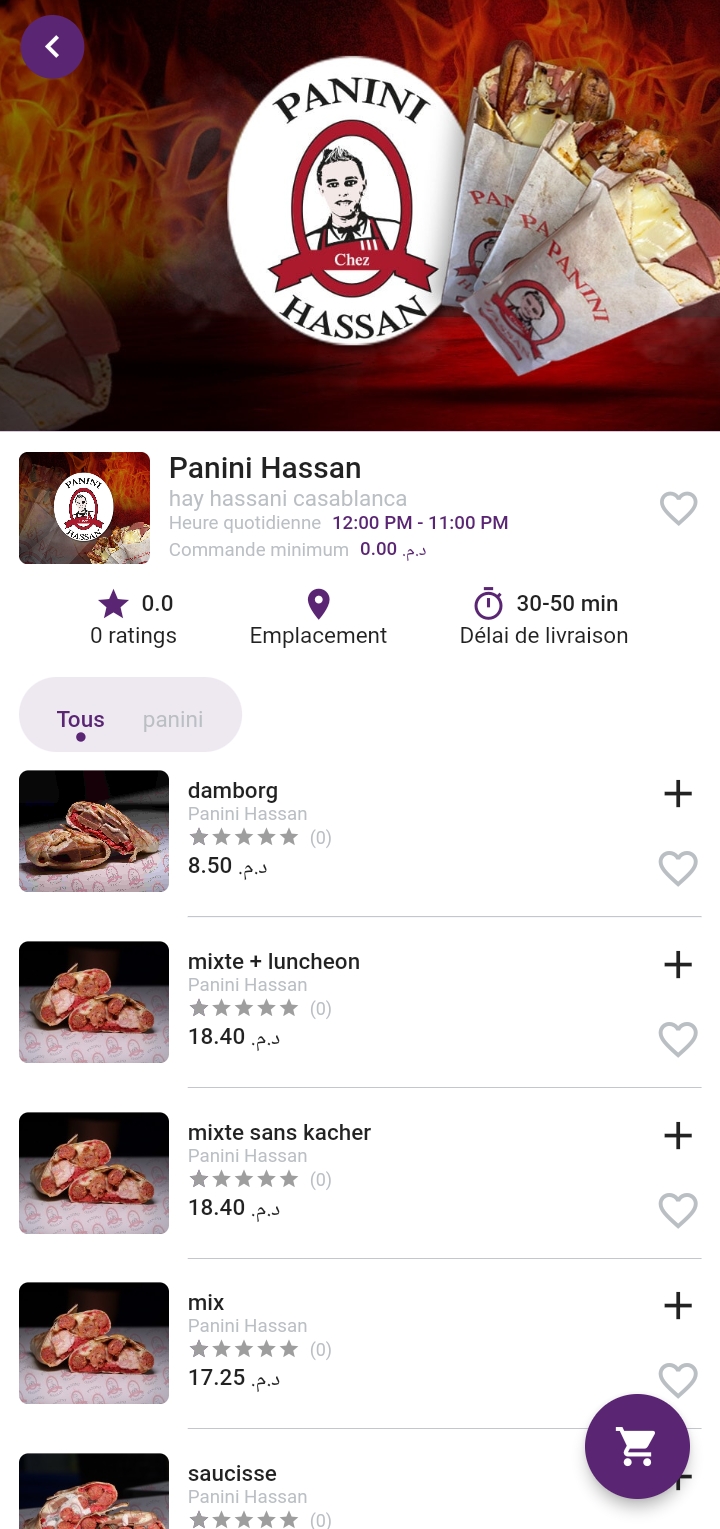 PANINI
Chez
HASSAN
PANINI
PANINI
Panini Hassan
hay hassani casablanca
Heure quotidienne 12:00 PM - 11:00 PM
Commande minimum 0.00 د.م.
0.0
30-50 min
0 ratings
Emplacement
Délai de livraison
Tous
panini
damborg
Panini Hassan
(0)
8.50 د.م.
mixte + luncheon
Panini Hassan
(0)
18.40 د.م.
mixte sans kacher
Panini Hassan
(0)
18.40 د.م.
mix
Panini Hassan
(0)
17.25 د.م.
saucisse
Panini Hassan
(0)